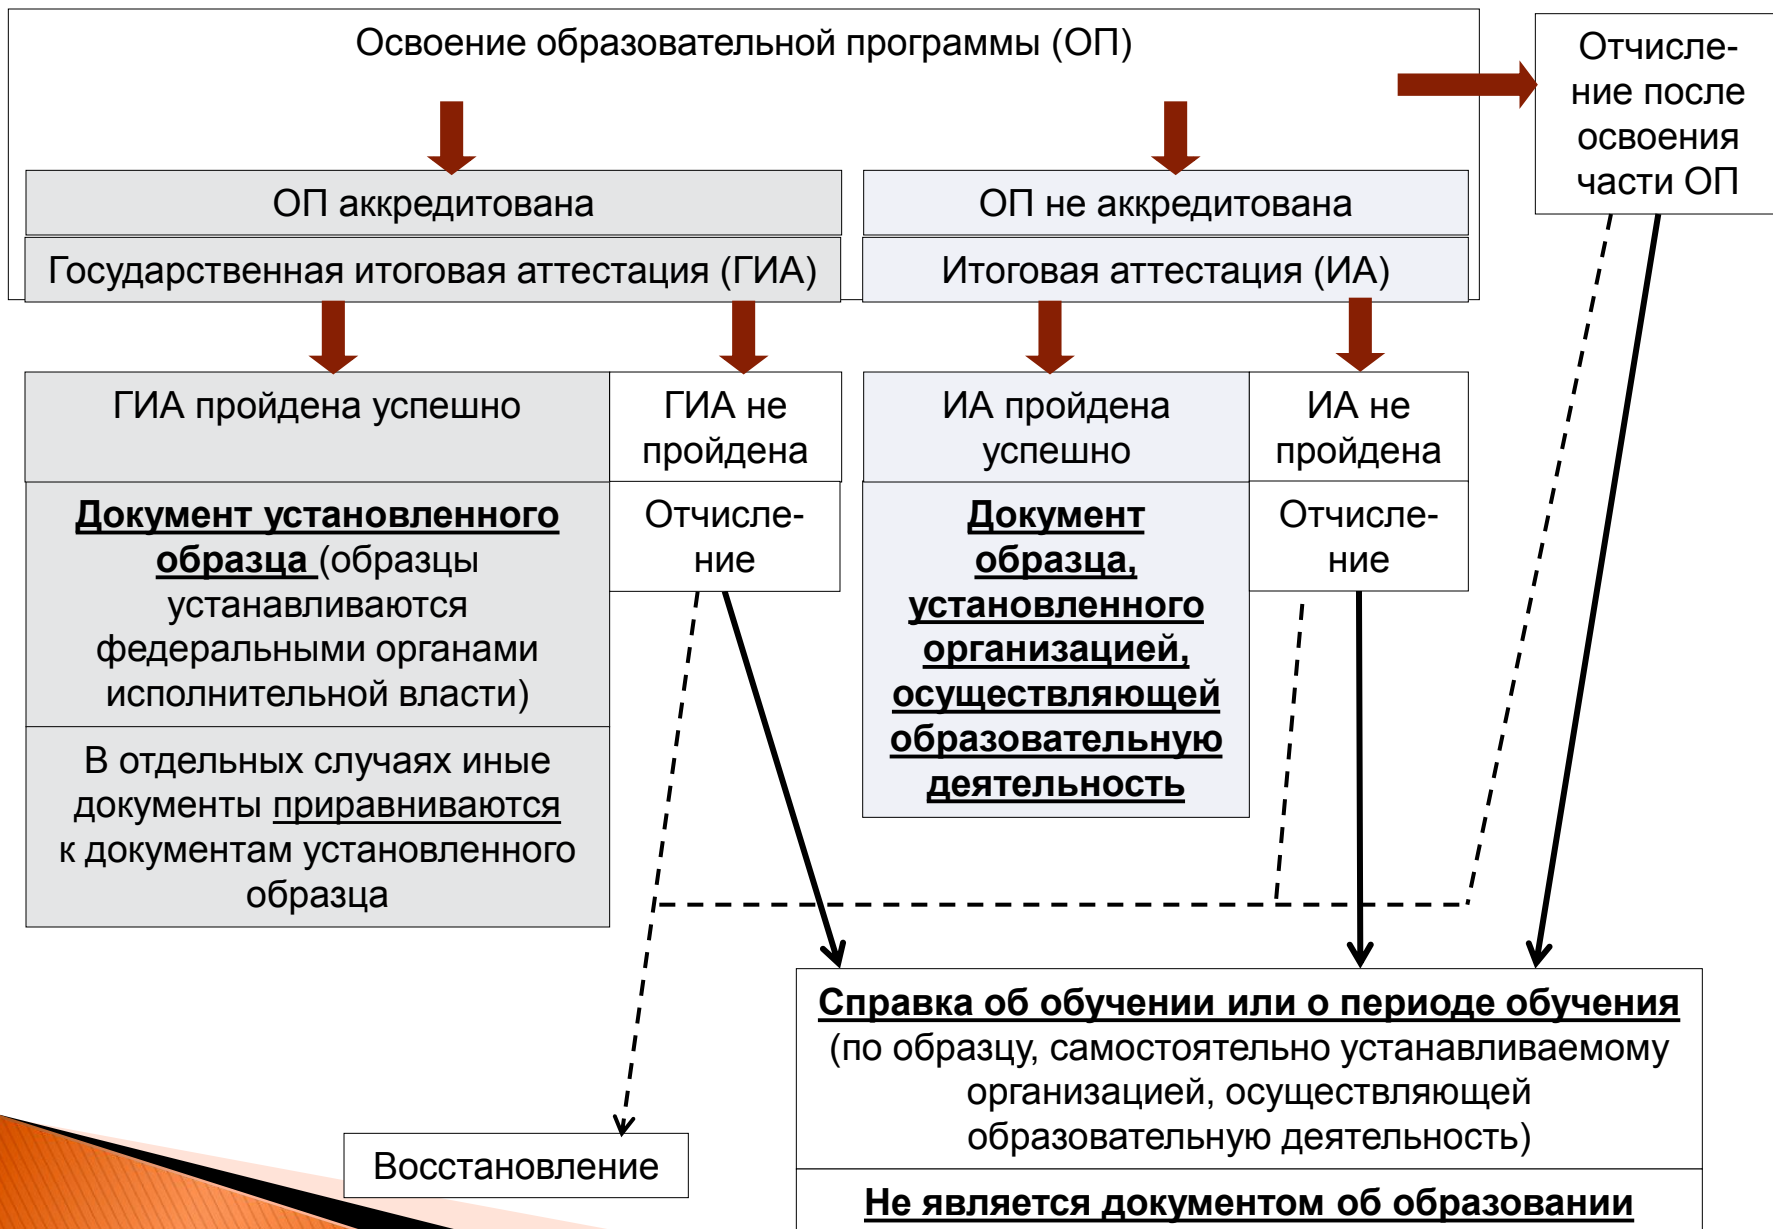 Освоение образовательной программы (ОП)
Отчисле-
ние после
освоения
части ОП
ОП аккредитована
Государственная итоговая аттестация (ГИА)
ОП не аккредитована
Итоговая аттестация (ИА)
ГИА пройдена успешно
Документ установленного
образца (образцы
устанавливаются
федеральными органами
исполнительной власти)
В отдельных случаях иные
документы приравниваются
к документам установленного
образца
ГИА не
пройдена
Отчисле-
ние
ИА пройдена
успешно
Документ
образца,
установленного
организацией,
осуществляющей
образовательную
деятельность
ИА не
пройдена
Отчисле-
ние
Восстановление
Справка об обучении или о периоде обучения
(по образцу, самостоятельно устанавливаемому
организацией, осуществляющей
образовательную деятельность)
Не является документом об образовании